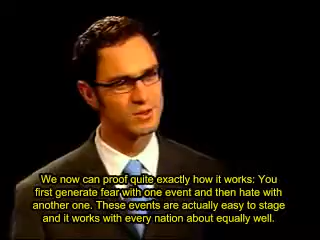 We now can proof quite exactly how it works: You
first generate fear with one event and then hate with
another one. These events are actually easy to stage
and it works with every nation about equally well.